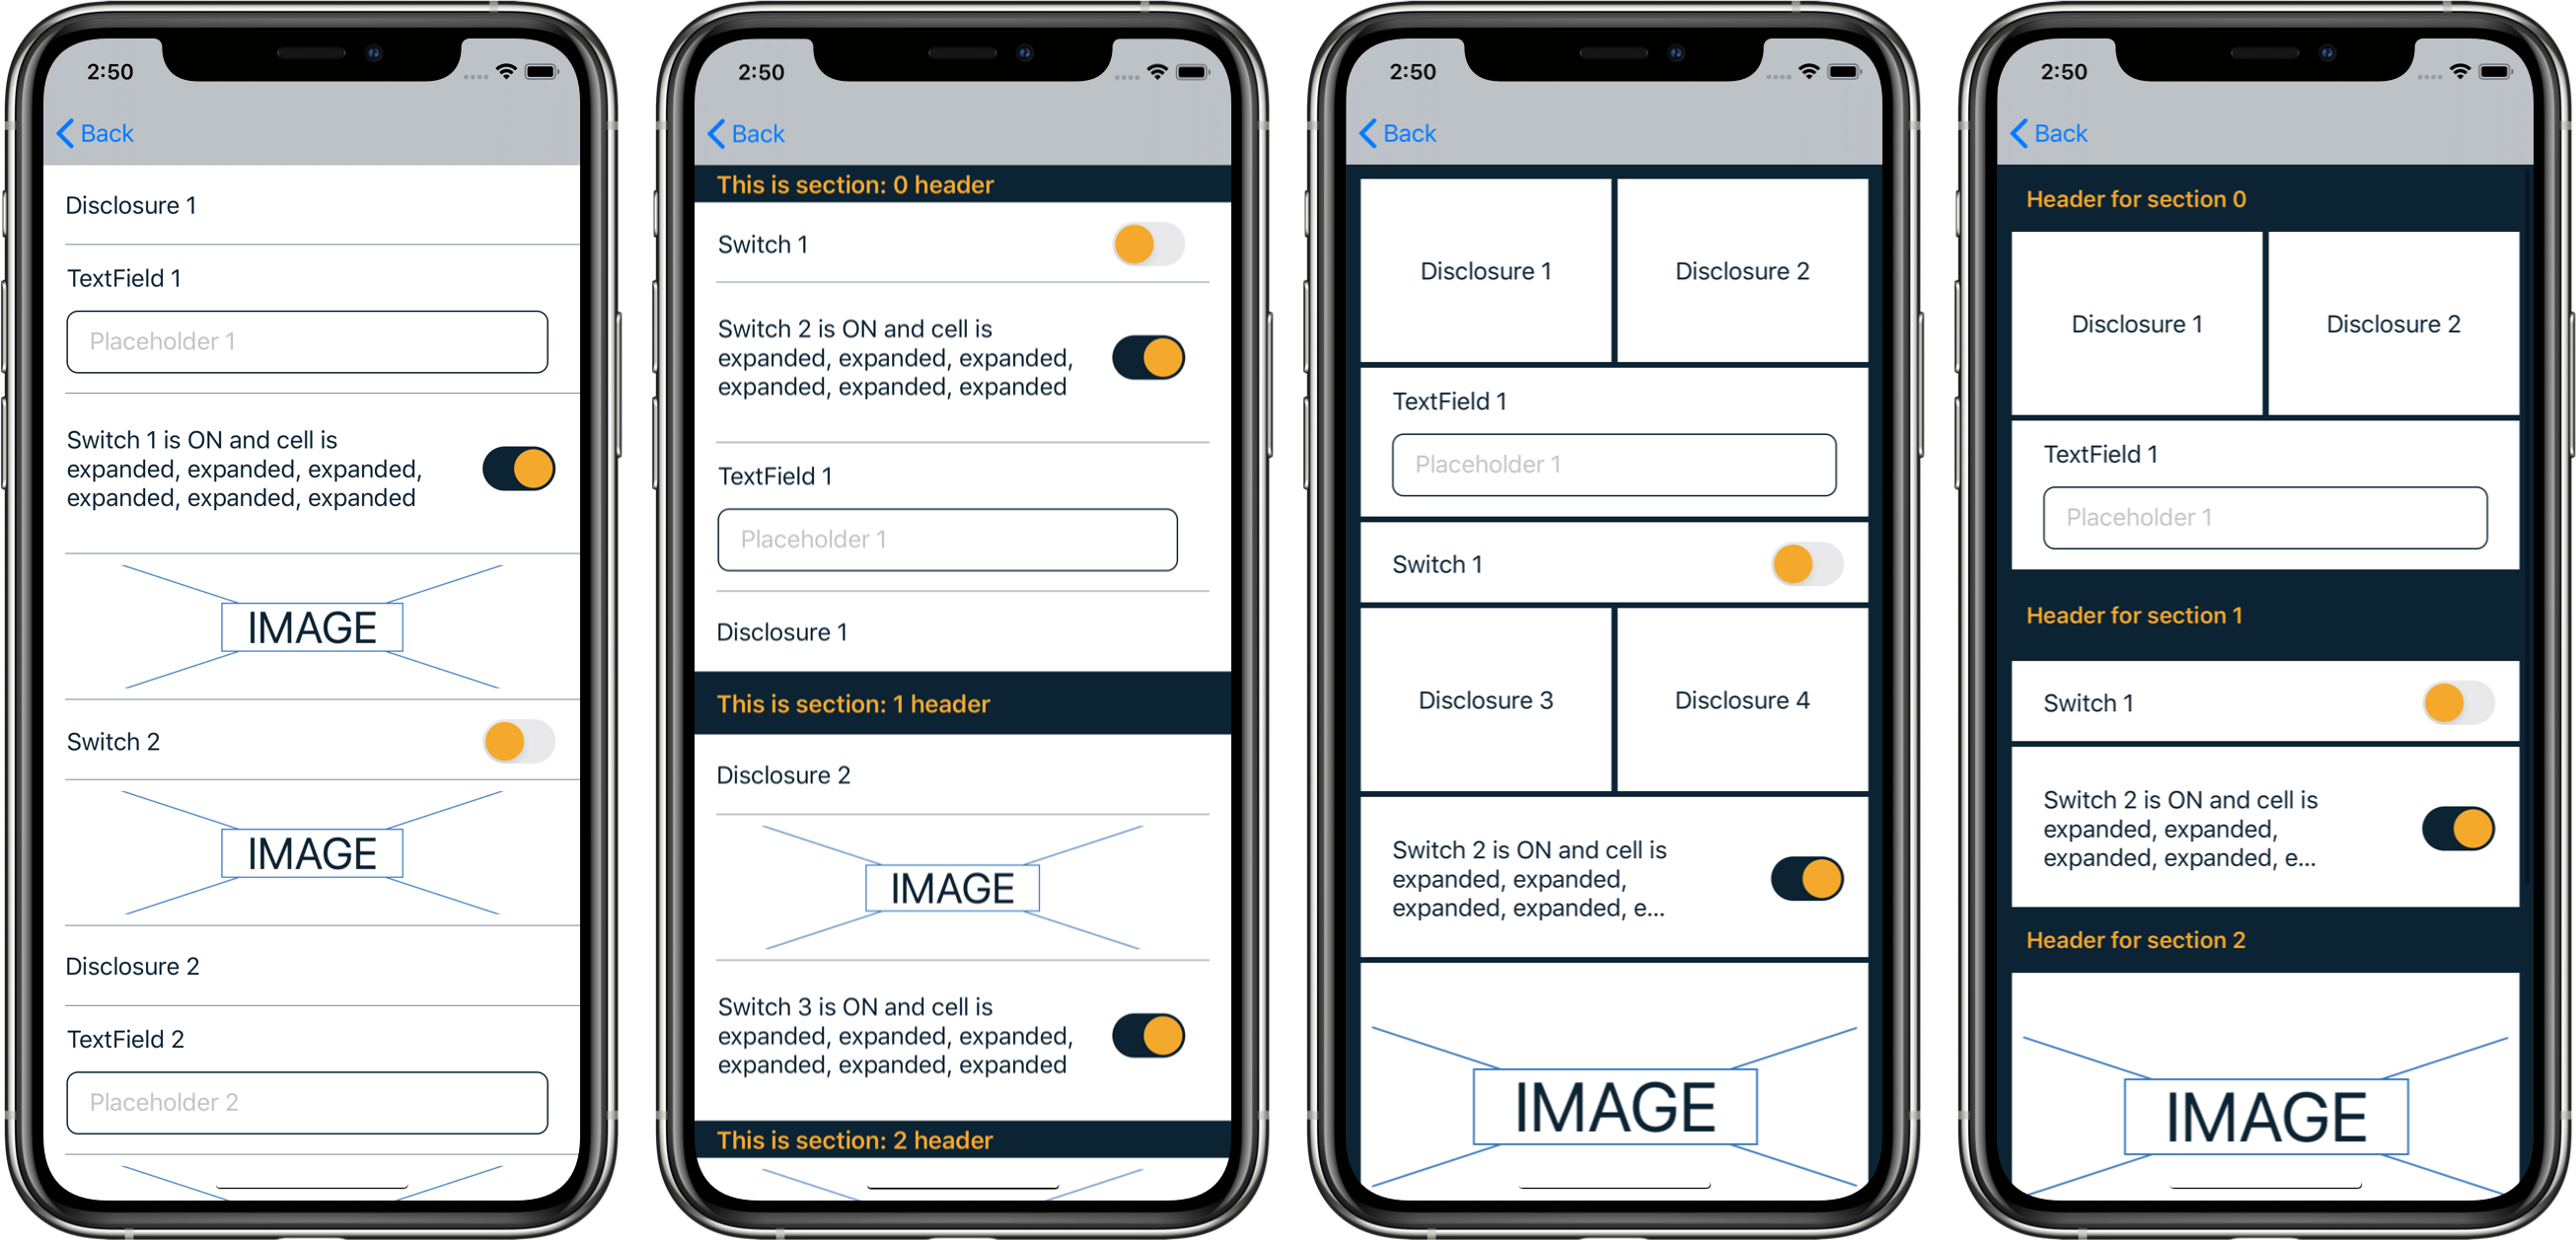 2:50
Back
Disclosure 1
TextField 1
Placeholder 1
Switch 1 is ON and cell is
expanded, expanded, expanded,
expanded, expanded, expanded
IMAGE
Switch 2
IMAGE
Disclosure 2
TextField 2
Placeholder 2
2:50
Back
This is section: 0 header
Switch 1
Switch 2 is ON and cell is
expanded, expanded, expanded,
expanded, expanded, expanded
TextField 1
Placeholder 1
Disclosure 1
This is section: 1 header
Disclosure 2
IMAGE
Switch 3 is ON and cell is
expanded, expanded, expanded,
expanded, expanded, expanded
This is section: 2 header
2:50
Back
Disclosure 1
Disclosure 2
TextField 1
Placeholder 1
Switch 1
Disclosure 3
Disclosure 4
Switch 2 is ON and cell is
expanded, expanded,
expanded, expanded, e...
IMAGE
2:50
Back
Header for section 0
Disclosure 1
Disclosure 2
TextField 1
Placeholder 1
Header for section 1
Switch 1
Switch 2 is ON and cell is
expanded, expanded,
expanded, expanded, e...
Header for section 2
IMAGE